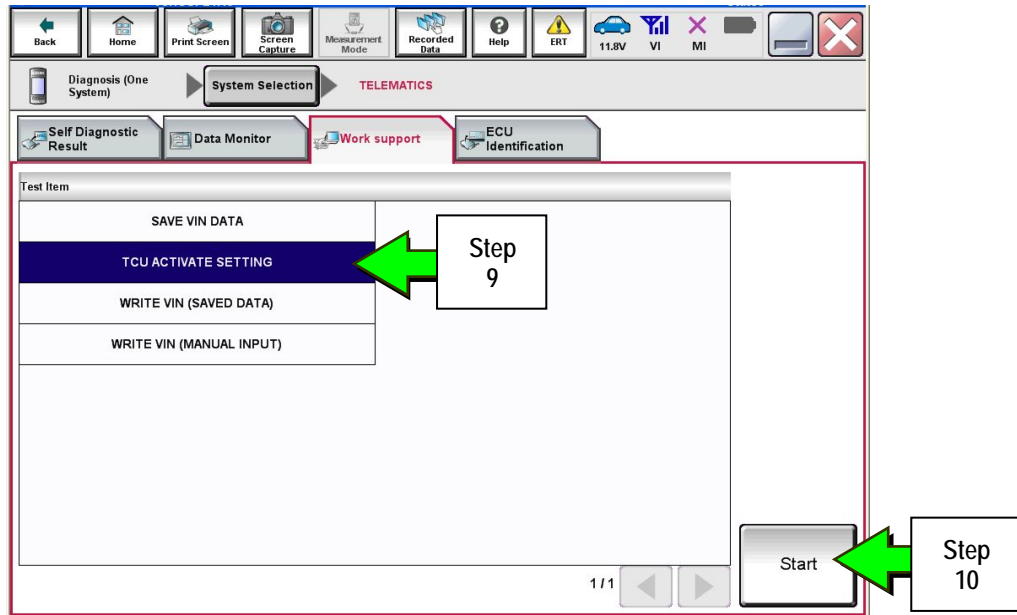 Back
Home
Print Screen
Screen
Capture
Measurement
Mode
Recorded
Data
Help
ERT
11.8V
VI
MI
Diagnosis (One
System)
System Selection
TELEMATICS
Self Diagnostic
Result
Data Monitor
Work support
ECU
Identification
Test Item
SAVE VIN DATA
TCU ACTIVATE SETTING
WRITE VIN (SAVED DATA)
WRITE VIN (MANUAL INPUT)
Step
9
Start
Step
10
1/1